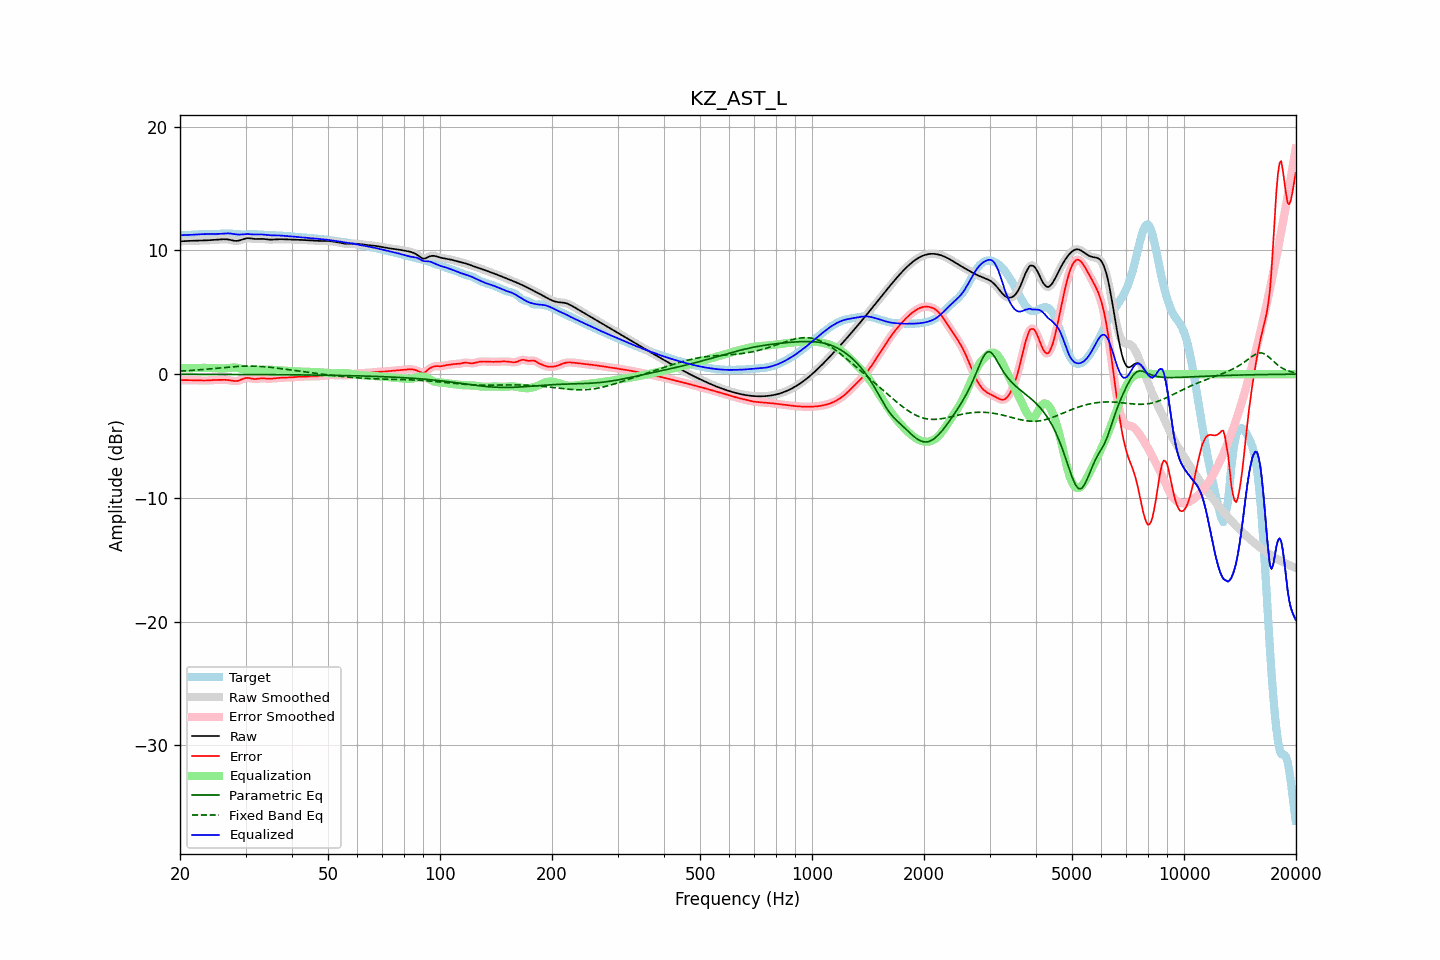 KZ_AST_L
20
10
0
−10
−20
−30
Amplitude (dBr)
Target
Raw Smoothed
Error Smoothed
Raw
Error
Equalization
Parametric Eq
Fixed Band Eq
Equalized
20 50 100 200 500 1000 2000 5000 10000 20000
Frequency (Hz)